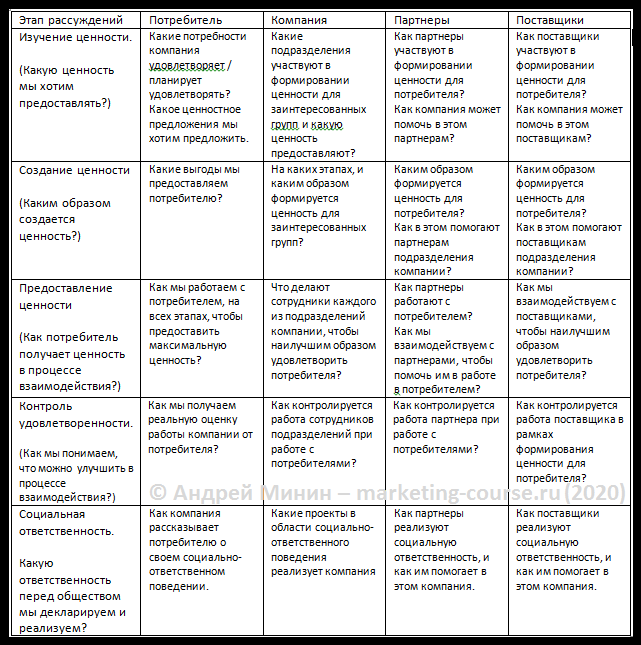 Этап рассуждений
Потребитель
Компания
Партнеры
Поставщики
Изучение ценности.
(Какую ценность
мы хотим
предоставлять?)
Какие потребности
компания
удовлетворяет /
планирует
удовлетворять?
Какое ценностное
предложения мы
хотим предложить.
Какие
подразделения
участвуют в
формировании
ценности для
заинтересованных
групп и какую
ценность
предоставляют?
Как партнеры
участвуют в
формировании
ценности для
потребителя?
Как компания может
помочь в этом
партнерам?
Как поставщики
участвуют в
формировании
ценности для
потребителя?
Как компания может
помочь в этом
поставщикам?
Создание ценности
(Каким образом
создается
ценность?)
Какие выгоды мы
предоставляем
потребителю?
На каких этапах, и
каким образом
формируется
ценность для
заинтересованных
групп?
Каким образом
формируется
ценность для
потребителя?
Как в этом помогают
партнерам
подразделения
компании?
Каким образом
формируется
ценность для
потребителя?
Как в этом помогают
поставщикам
подразделения
компании?
Предоставление
ценности
(Как потребитель
получает ценность
в процессе
взаимодействия?)
Как мы работаем с
потребителем, на
всех этапах, чтобы
предоставить
максимальную
ценность?
Что делают
сотрудники каждого
из подразделений
компании, чтобы
наилучшим образом
удовлетворить
потребителя?
Как партнеры
работают с
потребителем?
Как мы
взаимодействуем с
партнерами, чтобы
помочь им в работе
в потребителем?
Как мы
взаимодействуем с
поставщиками,
чтобы наилучшим
образом
удовлетворить
потребителя?
Контроль
удовлетворенности.
(Как мы понимаем,
что можно улучшить в
процессе
взаимодействия?)
Как мы получаем
реальную оценку
работы компании от
потребителя?
Как контролируется
работа сотрудников
подразделений при
работе с
потребителями?
Как контролируется
работа партнера при
работе с
потребителями?
Как контролируется
работа поставщика в
рамках
формирования
ценности для
потребителя?
© Андрей Минин – marketing-course.ru (2020)
Социальная
ответственность.
Какую
ответственность
перед обществом
мы декларируем и
реализуем?
Как компания
рассказывает
потребителю о
своем социально-
ответственном
поведении.
Какие проекты в
области социально-
ответственного
поведения
реализует компания
Как партнеры
реализуют
социальную
ответственность, и
как им помогает в
этом компания.
Как поставщики
реализуют
социальную
ответственность, и
как им помогает в
этом компания.